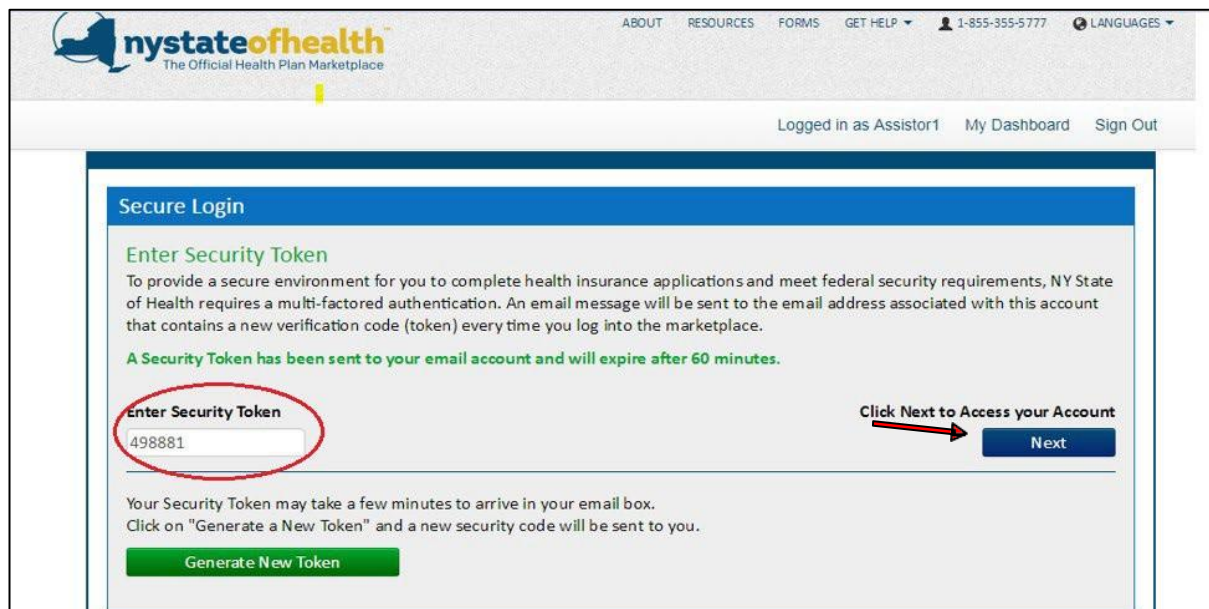 ABOUT RESOURCES FORMS GET HELP 1-855-355-5777 LANGUAGES
nystateofhealth™
The Official Health Plan Marketplace
Logged in as Assistor1 My Dashboard Sign Out
Secure Login
Enter Security Token
To provide a secure environment for you to complete health insurance applications and meet federal security requirements, NY State
of Health requires a multi-factored authentication. An email message will be sent to the email address associated with this account
that contains a new verification code (token) every time you log into the marketplace.
A Security Token has been sent to your email account and will expire after 60 minutes.
Enter Security Token
Click Next to Access your Account
498881
Next
Your Security Token may take a few minutes to arrive in your email box.
Click on "Generate a New Token" and a new security code will be sent to you.
Generate New Token